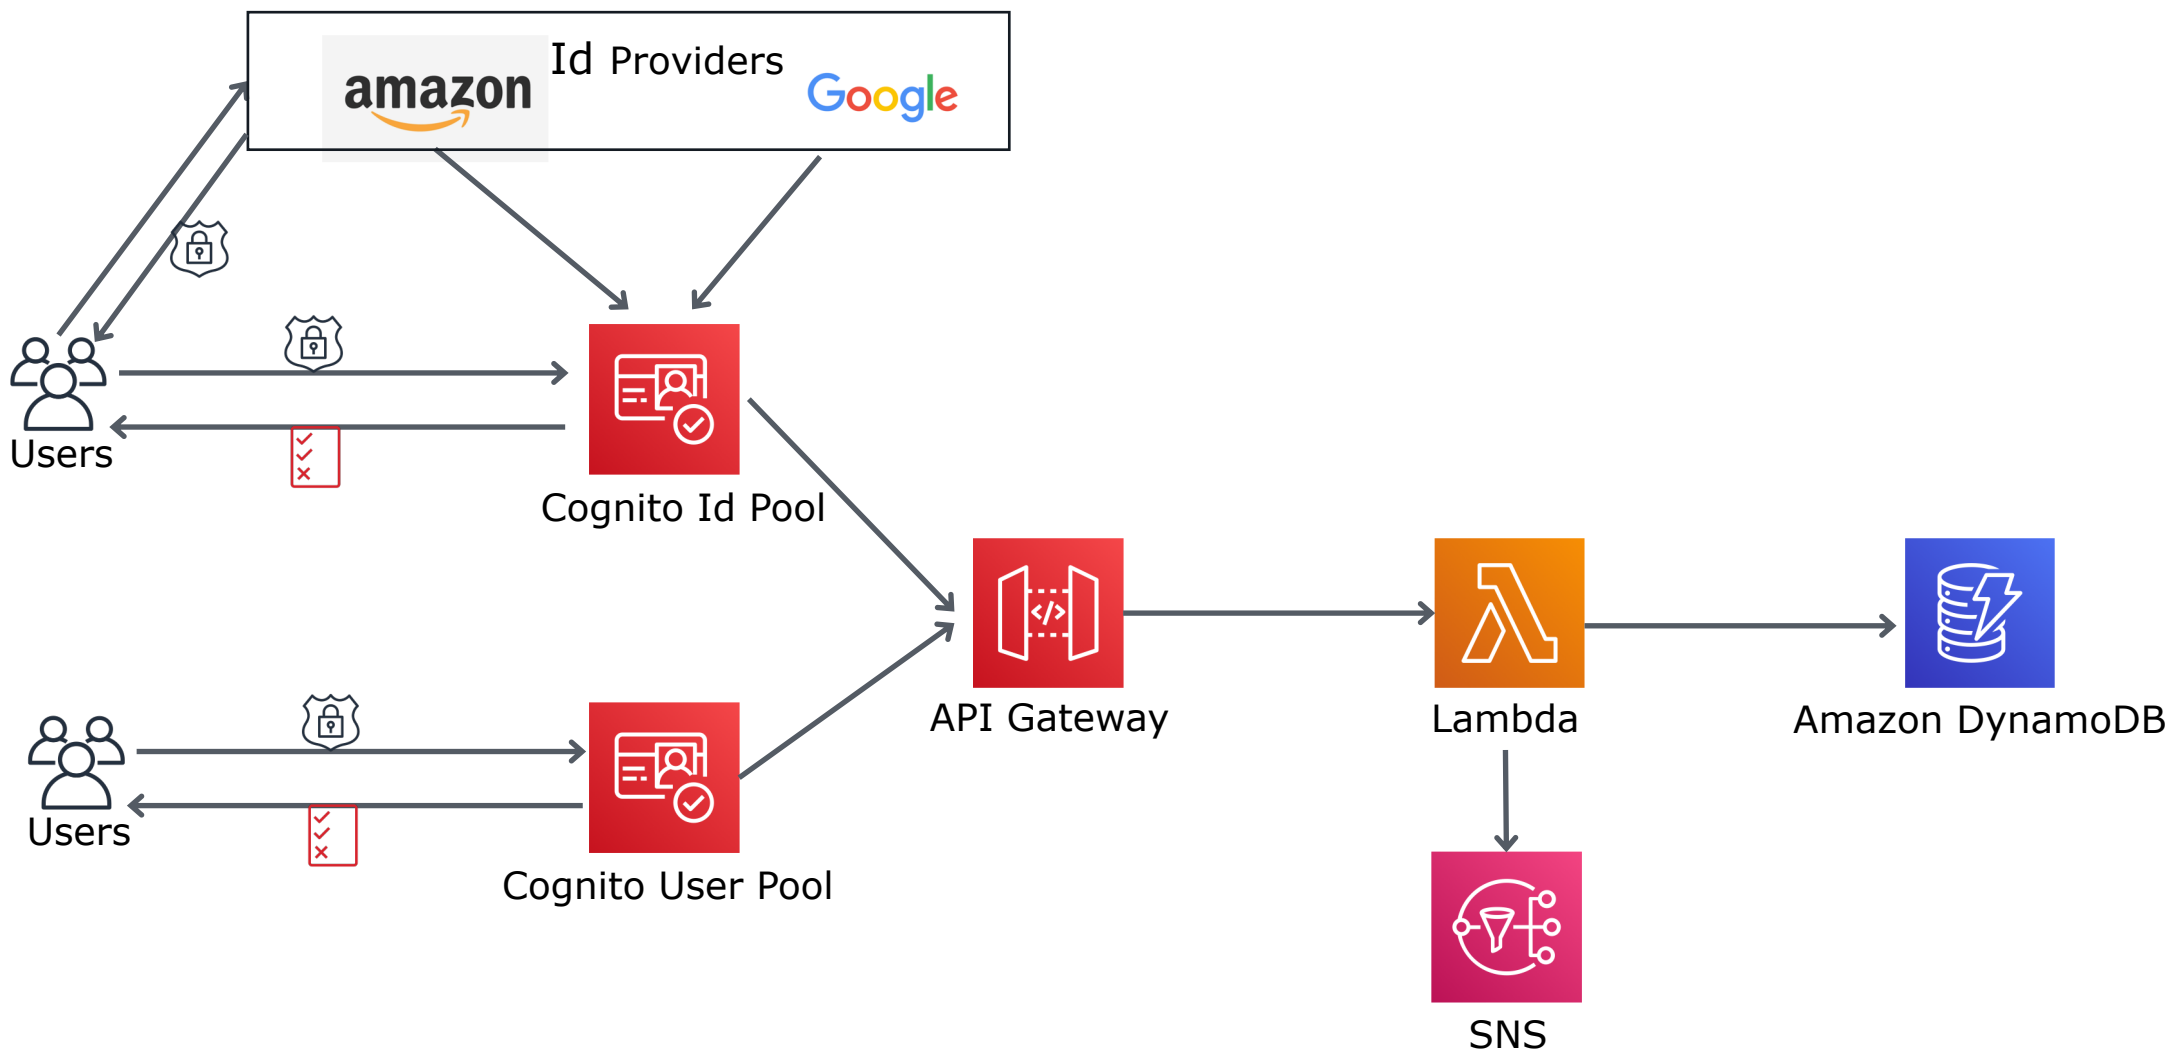 Id Providers
amazon
Google
Users
Cognito Id Pool
API Gateway
Lambda
Amazon DynamoDB
Users
Cognito User Pool
SNS